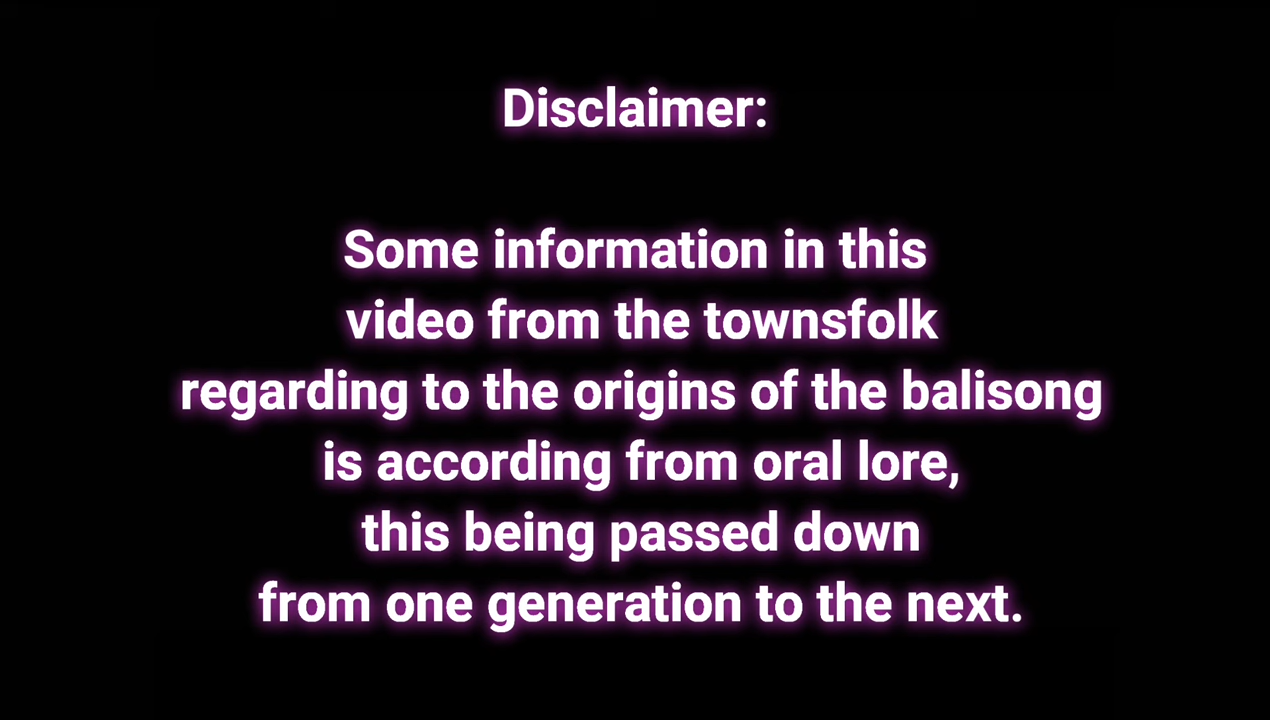 Disclaimer:
Some information in this
video from the townsfolk
regarding to the origins of the balisong
is according from oral lore,
this being passed down
from one generation to the next.